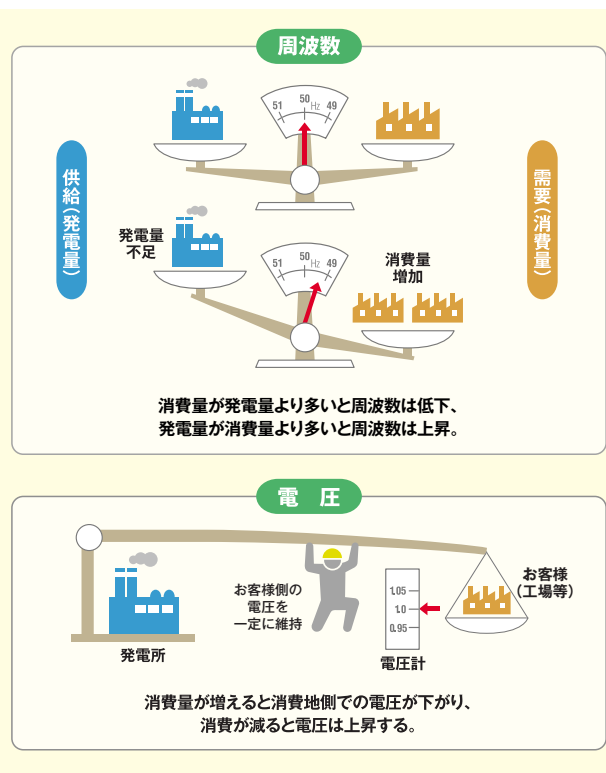 周波数
51 50 Hz 49
供給(発電量)
需要(消費量)
発電量
不足
51 50 Hz 49
消費量
増加
消費量が発電量より多いと周波数は低下、
発電量が消費量より多いと周波数は上昇。
電 圧
お客様側の
電圧を
一定に維持
発電所
1.05
1.0
0.95
電圧計
お客様
(工場等)
消費量が増えると消費地側での電圧が下がり、
消費が減ると電圧は上昇する。